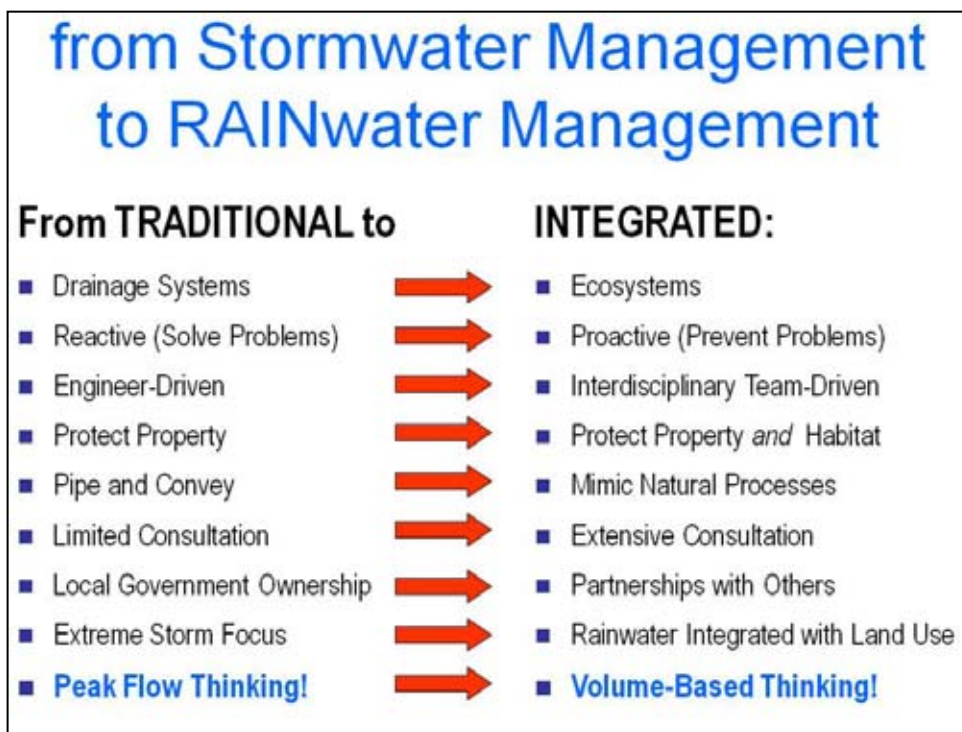 from Stormwater Management
to RAINwater Management
From TRADITIONAL to INTEGRATED:
Drainage Systems Ecosystems
Reactive (Solve Problems) Proactive (Prevent Problems)
Engineer-Driven Interdisciplinary Team-Driven
Protect Property Protect Property and Habitat
Pipe and Convey Mimic Natural Processes
Limited Consultation Extensive Consultation
Local Government Ownership Partnerships with Others
Extreme Storm Focus Rainwater Integrated with Land Use
Peak Flow Thinking! Volume-Based Thinking!